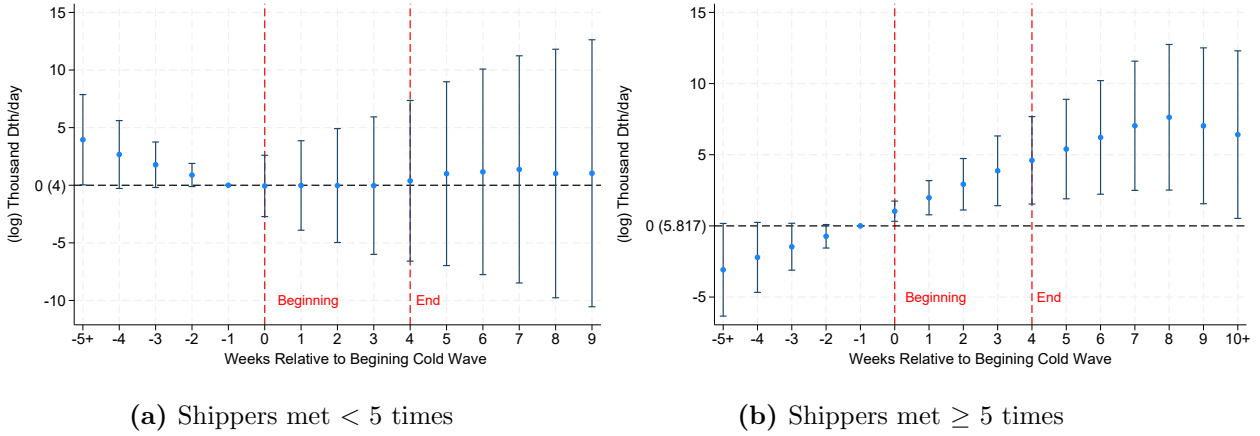 15
10
5
0 (4)
-5
-10
(log) Thousand Dth/day
Beginning
End
-5+ -4 -3 -2 -1 0 1 2 3 4 5 6 7 8 9
Weeks Relative to Begining Cold Wave
(a) Shippers met < 5 times
15
10
5
0 (5.817)
-5
(log) Thousand Dth/day
Beginning
End
-5+ -4 -3 -2 -1 0 1 2 3 4 5 6 7 8 9 10+
Weeks Relative to Begining Cold Wave
(b) Shippers met ≥ 5 times